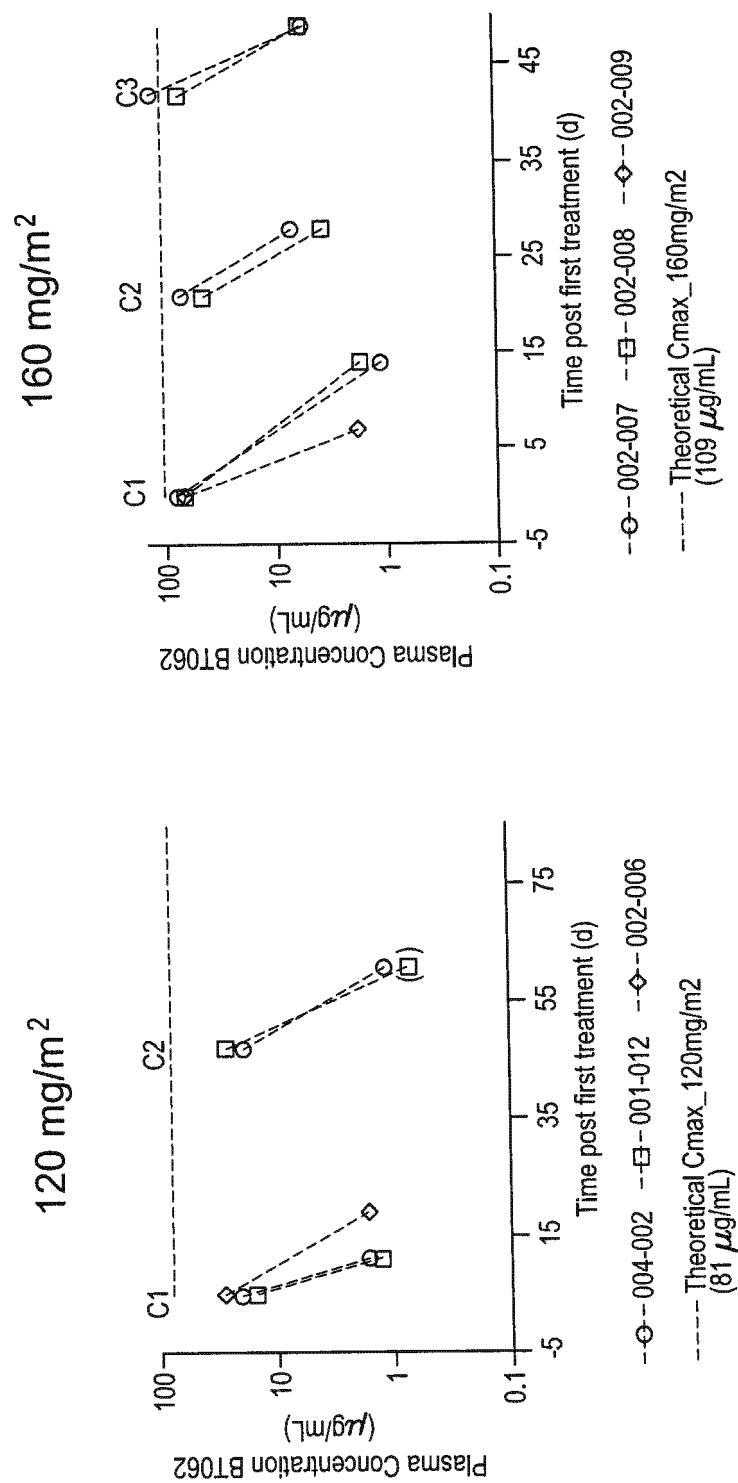 120 mg/m²
C1
C2
100
10
1
0.1
Plasma Concentration BT062
(µg/mL)
-5
15
35
55
75
( )
Time post first treatment (d)
004-002
001-012
002-006
Theoretical Cmax_120mg/m2
(81 µg/mL)
160 mg/m²
C1
C2
C3
100
10
1
0.1
Plasma Concentration BT062
(µg/mL)
-5
5
15
25
35
45
Time post first treatment (d)
002-007
002-008
002-009
Theoretical Cmax_160mg/m2
(109 µg/mL)